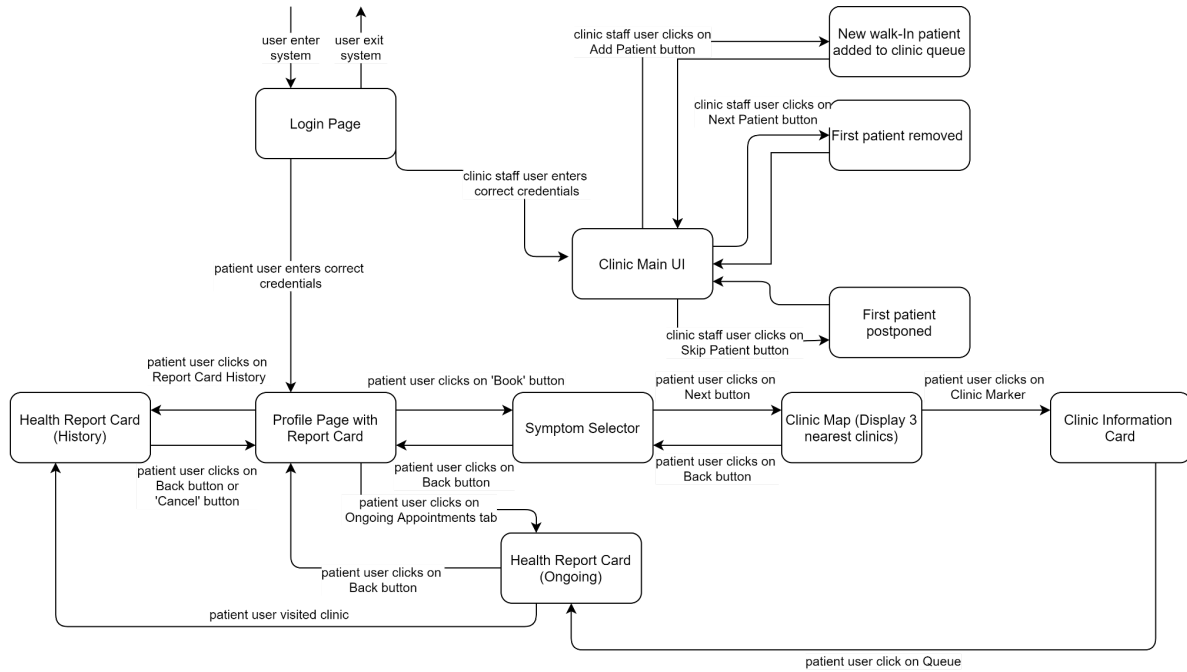 user enter
system
user exit
system
clinic staff user clicks on
Add Patient button
New walk-In patient
added to clinic queue
clinic staff user clicks on
Next Patient button
First patient removed
Login Page
clinic staff user enters
correct credentials
Clinic Main UI
patient user enters correct
credentials
First patient
postponed
clinic staff user clicks on
Skip Patient button
patient user clicks on
Report Card History
patient user clicks on 'Book' button
patient user clicks on
Next button
patient user clicks on
Clinic Marker
Health Report Card
(History)
Profile Page with
Report Card
Symptom Selector
Clinic Map (Display 3
nearest clinics)
Clinic Information
Card
patient user clicks on
Back button or
'Cancel' button
patient user clicks on
Back button
patient user clicks on
Back button
patient user clicks on
Ongoing Appointments tab
Health Report Card
(Ongoing)
patient user clicks on
Back button
patient user visited clinic
patient user click on Queue